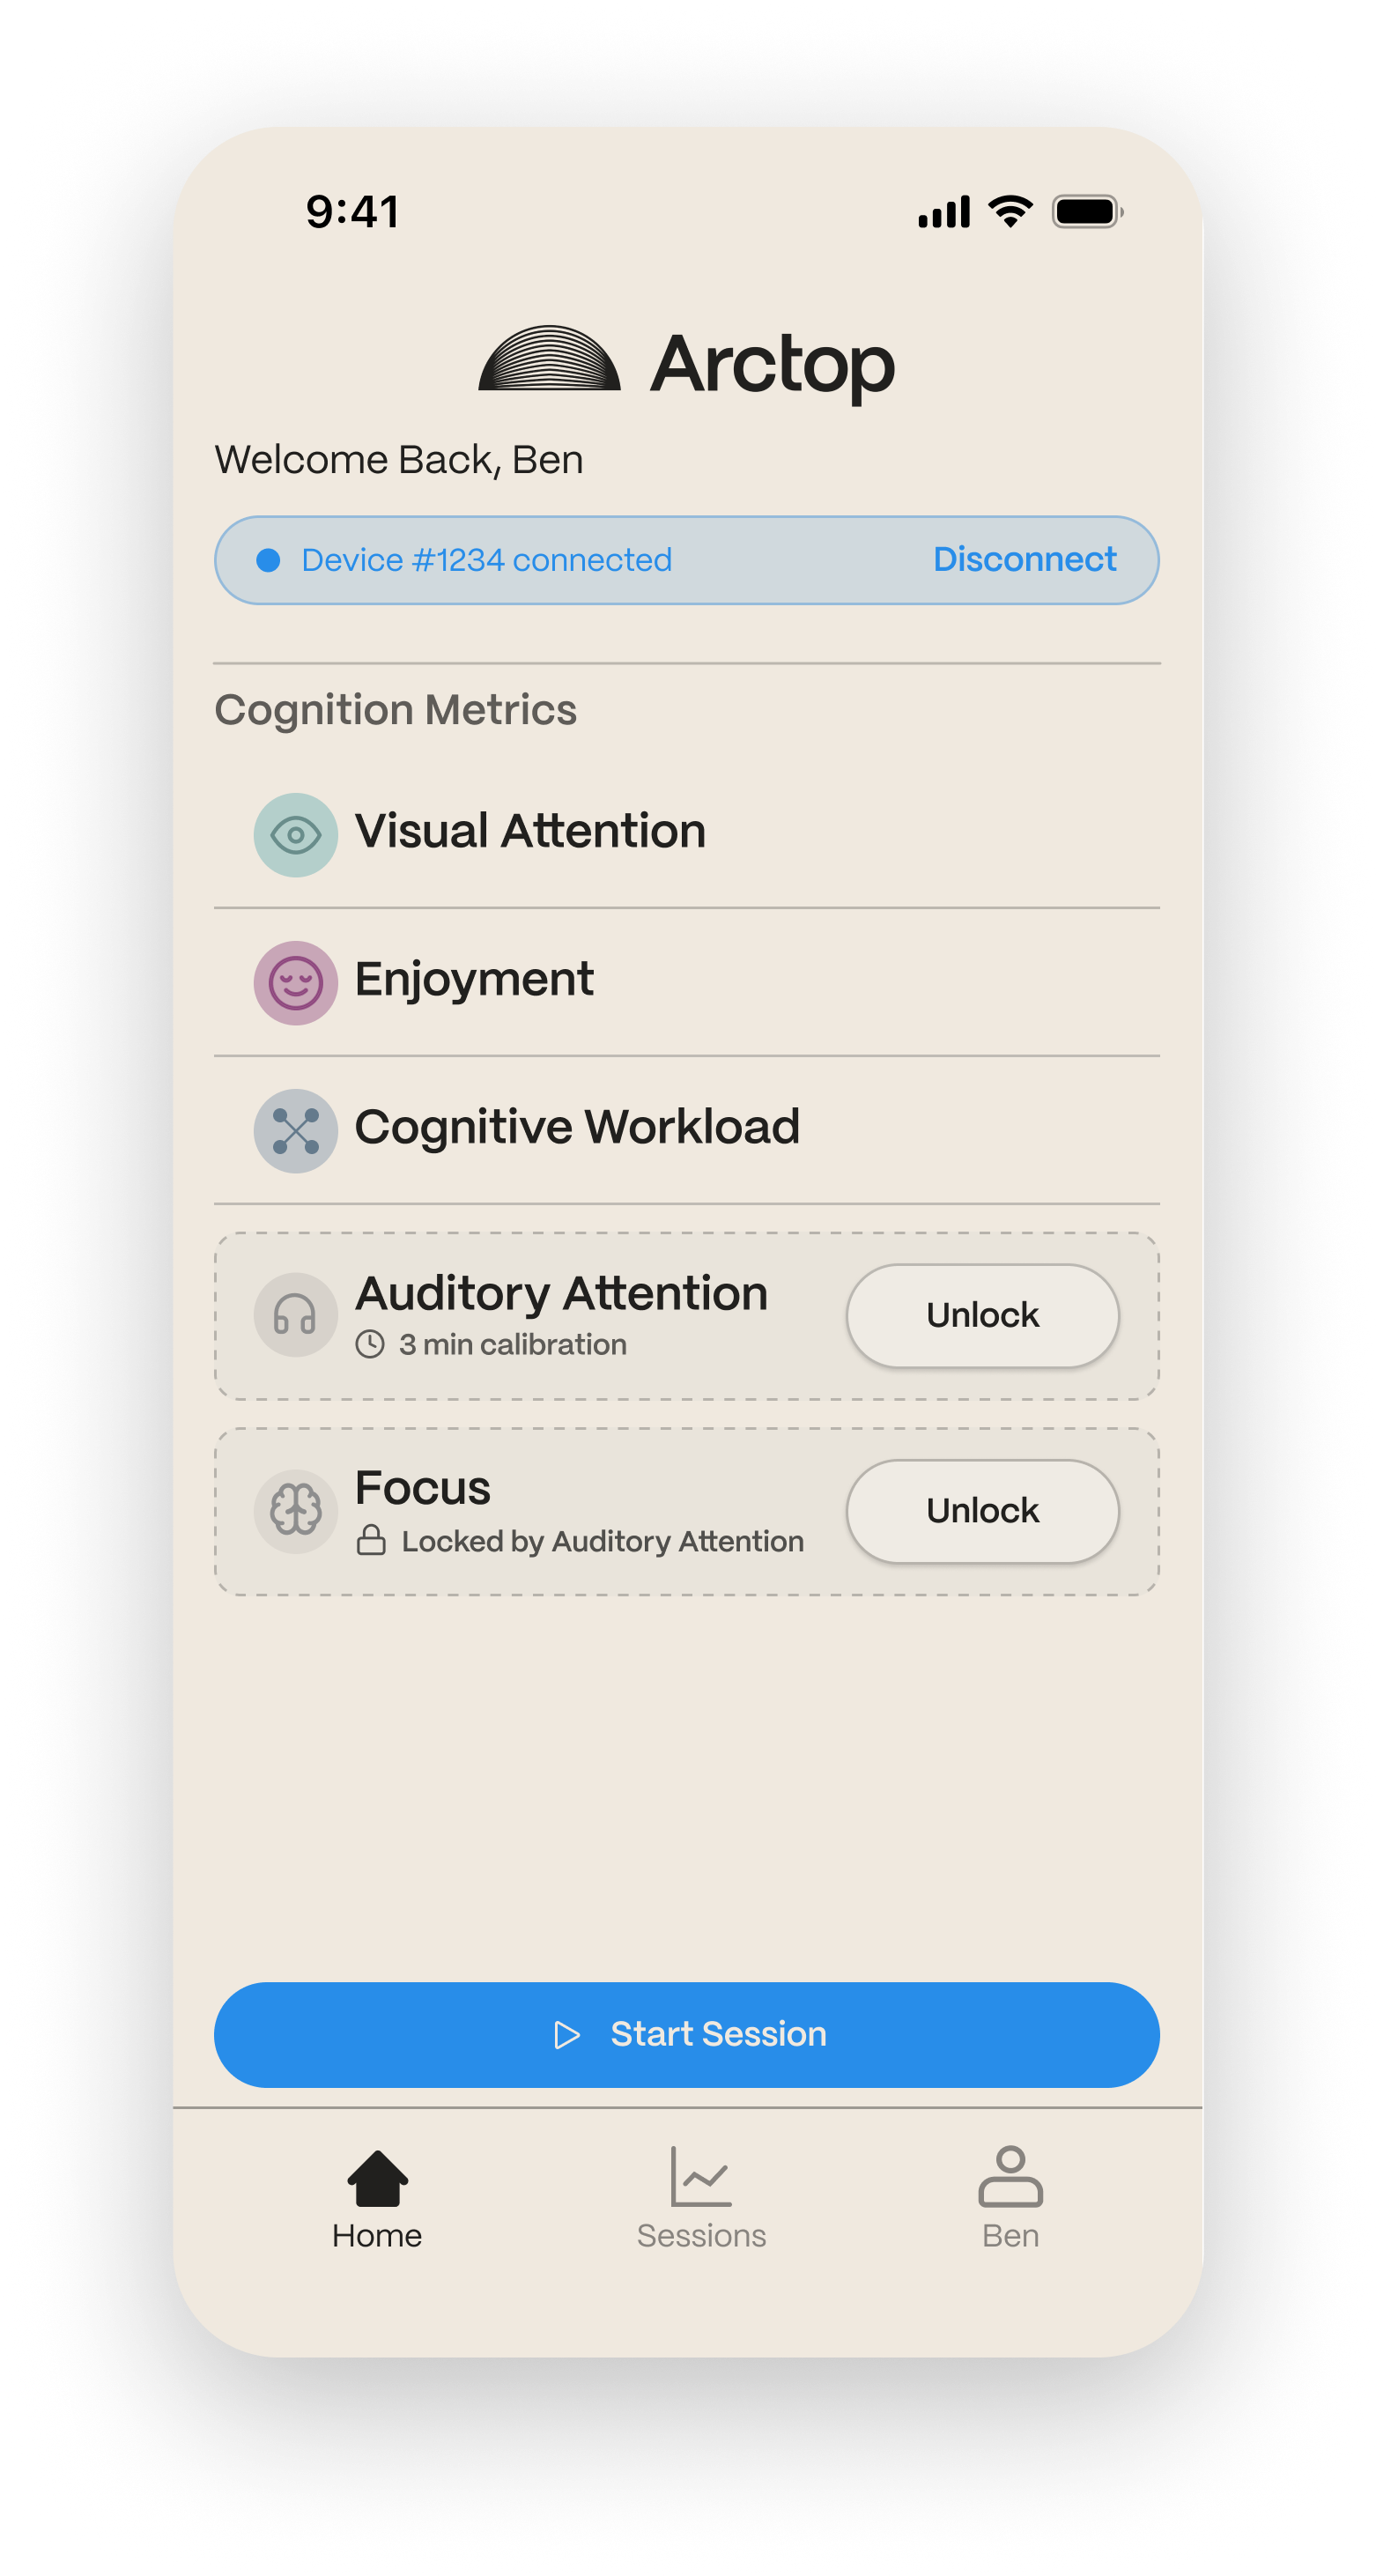 9:41
Arctop
Welcome Back, Ben
Device #1234 connected
Disconnect
Cognition Metrics
Visual Attention
Enjoyment
Cognitive Workload
Auditory Attention
3 min calibration
Unlock
Focus
Locked by Auditory Attention
Unlock
Start Session
Home
Sessions
Ben